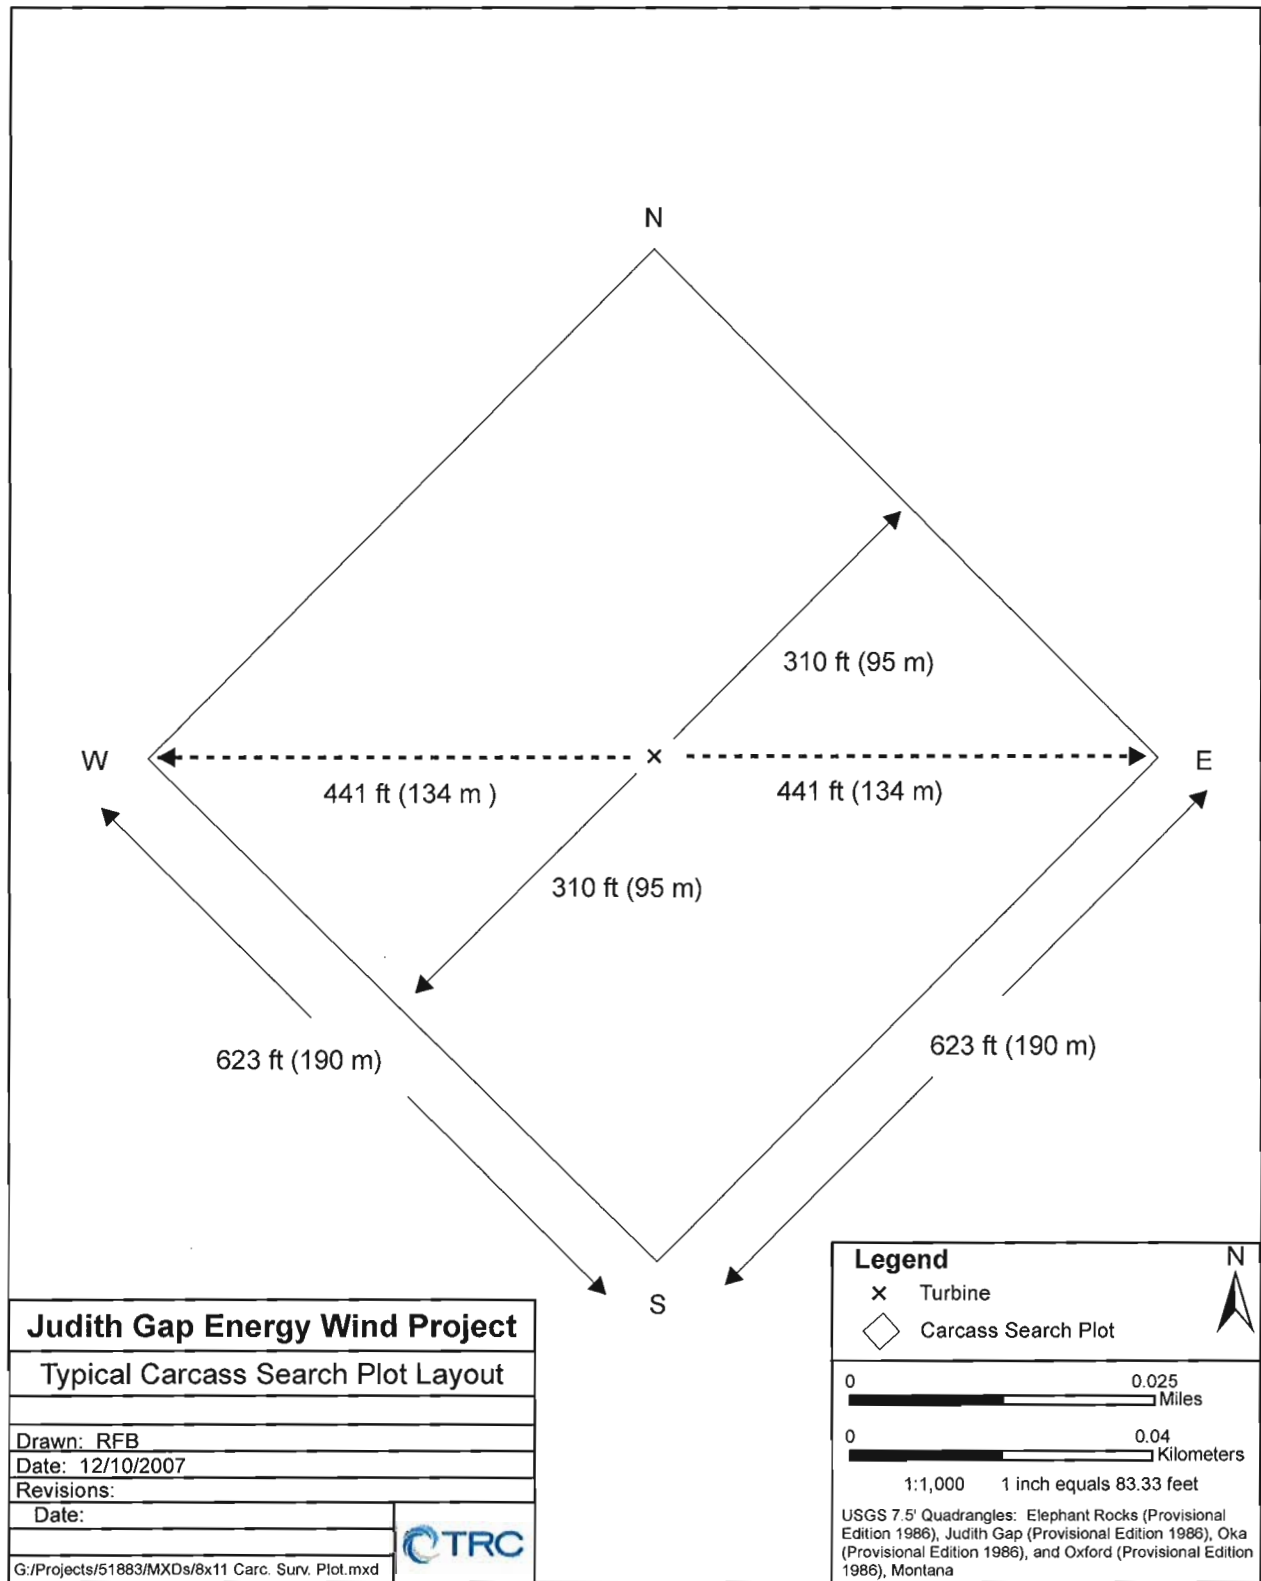 N
310 ft (95 m)
W
E
441 ft (134 m )
441 ft (134 m)
310 ft (95 m)
623 ft (190 m)
623 ft (190 m)
S
Judith Gap Energy Wind Project
Typical Carcass Search Plot Layout
Drawn: RFB
Date: 12/10/2007
Revisions:
Date:
TRC
G:/Projects/51883/MXDs/8x11 Carc. Surv. Plot.mxd
Legend
N
Turbine
Carcass Search Plot
0 0.025
Miles
0 0.04
Kilometers
1:1,000 1 inch equals 83.33 feet
USGS 7.5' Quadrangles: Elephant Rocks (Provisional
Edition 1986), Judith Gap (Provisional Edition 1986), Oka
(Provisional Edition 1986), and Oxford (Provisional Edition
1986), Montana